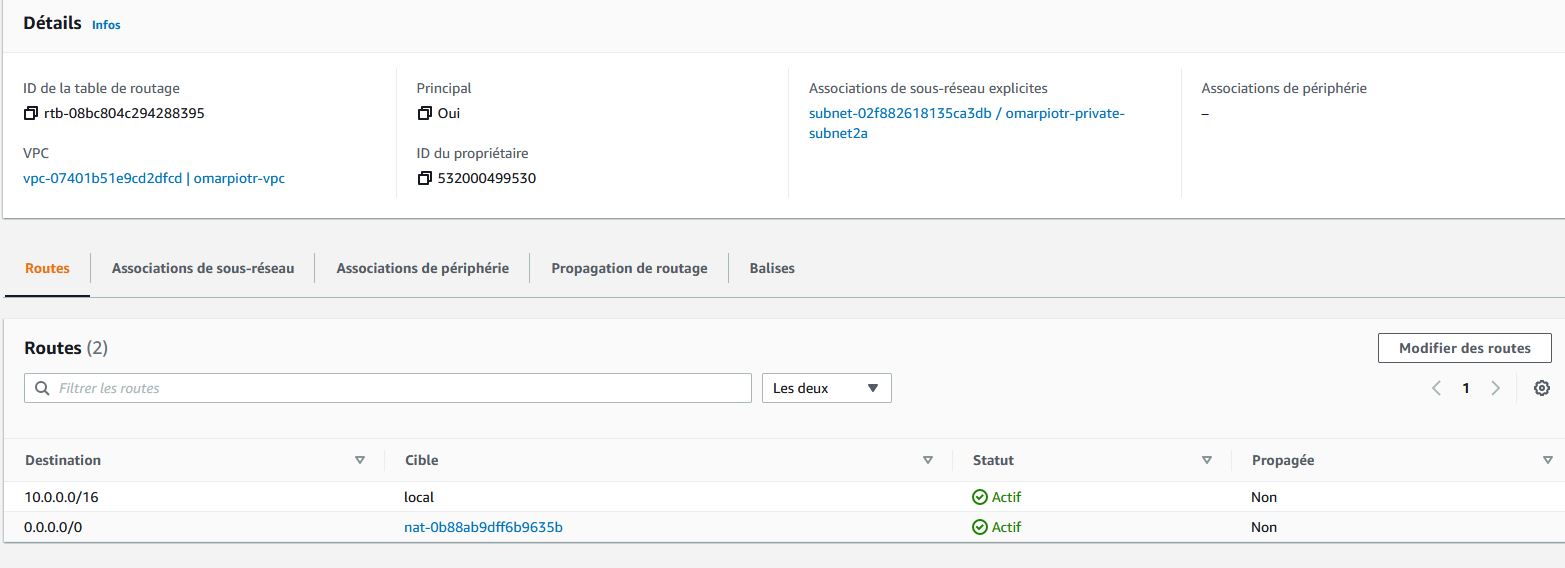 Détails Infos
ID de la table de routage
rtb-08bc804c294288395
Principal
Oui
Associations de sous-réseau explicites
subnet-02f882618135ca3db / omarpiotr-private-
subnet2a
Associations de périphérie
–
VPC
vpc-07401b51e9cd2dfcd | omarpiotr-vpc
ID du propriétaire
532000499530
Routes
Associations de sous-réseau
Associations de périphérie
Propagation de routage
Balises
Routes (2)
Modifier des routes
Filtrer les routes
Les deux
1
Destination Cible Statut Propagée
10.0.0.0/16 local Actif Non
0.0.0.0/0 nat-0b88ab9dff6b9635b Actif Non